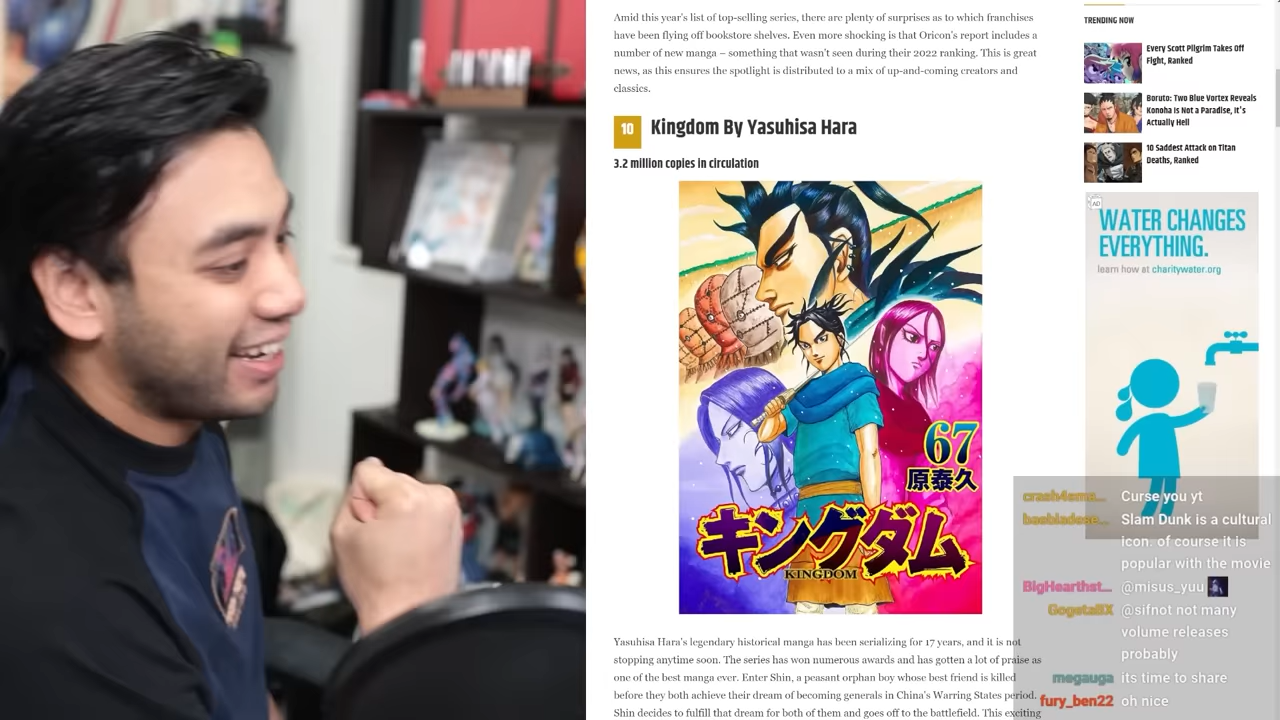 Amid this year's list of top-selling series, there are plenty of surprises as to which franchises
have been flying off bookstore shelves. Even more shocking is that Oricon's report includes a
number of new manga – something that wasn't seen during their 2022 ranking. This is great
news, as this ensures the spotlight is distributed to a mix of up-and-coming creators and
classics.
10 Kingdom By Yasuhisa Hara
3.2 million copies in circulation
67
原泰久
キングダム
KINGDOM
Yasuhisa Hara's legendary historical manga has been serializing for 17 years, and it is not
stopping anytime soon. The series has won numerous awards and has gotten a lot of praise as
one of the best manga ever. Enter Shin, a peasant orphan boy whose best friend is killed
before they both achieve their dream of becoming generals in China's Warring States period.
Shin decides to fulfill that dream for both of them and goes off to the battlefield. This exciting
TRENDING NOW
Every Scott Pilgrim Takes Off
Fight, Ranked
Boruto: Two Blue Vortex Reveals
Konoha Is Not a Paradise, It's
Actually Hell
10 Saddest Attack on Titan
Deaths, Ranked
AD
WATER CHANGES
EVERYTHING.
learn how at charitywater.org
Curse you yt
Slam Dunk is a cultural
icon. of course it is
popular with the movie
BigHearthst... @misus_yuu
GogetaBX @sifnot not many
volume releases
probably
megauga its time to share
fury_ben22 oh nice